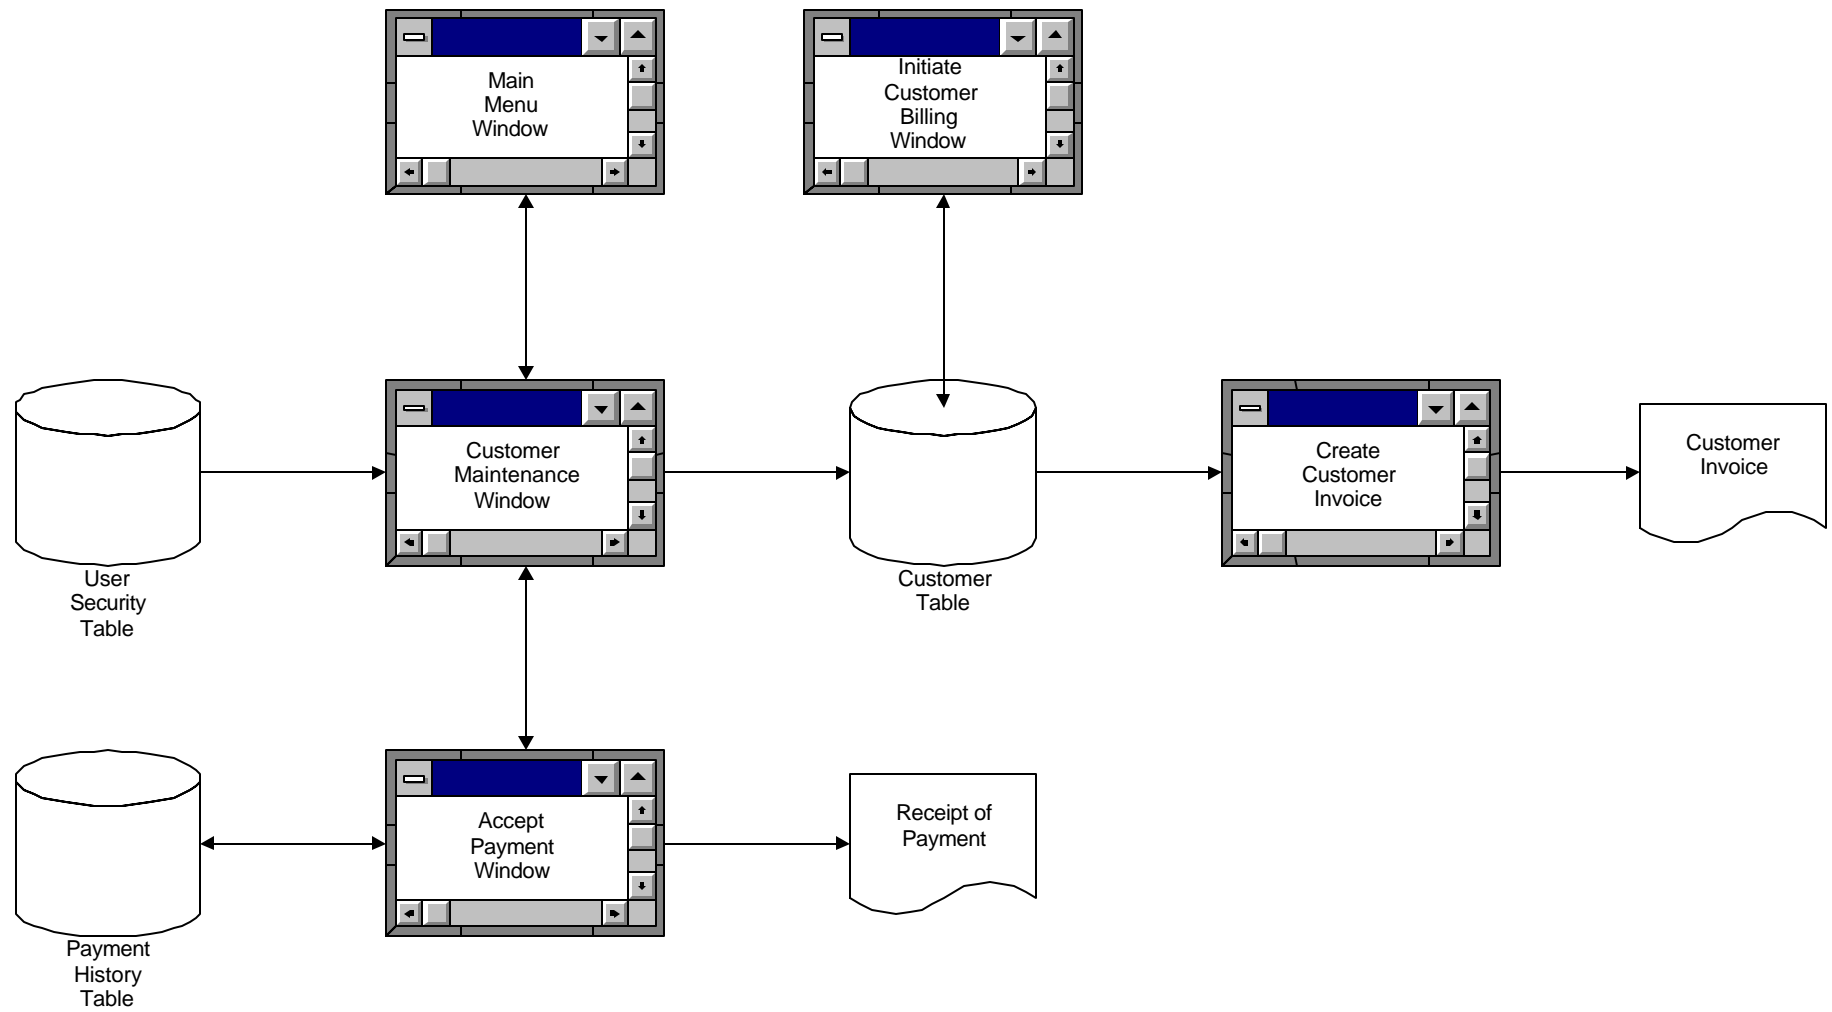 Main
Menu
Window
Initiate
Customer
Billing
Window
User
Security
Table
Customer
Maintenance
Window
Customer
Table
Create
Customer
Invoice
Customer
Invoice
Payment
History
Table
Accept
Payment
Window
Receipt of
Payment